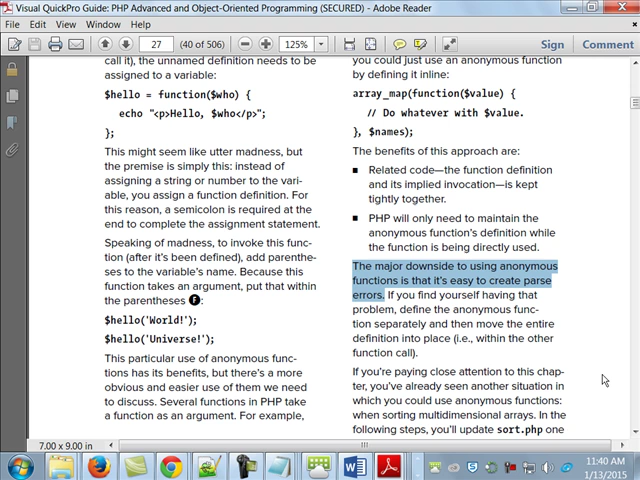 Visual QuickPro Guide: PHP Advanced and Object-Oriented Programming (SECURED) - Adobe Reader
File Edit View Window Help
27 (40 of 506) 125% Sign Comment
call it), the unnamed definition needs to be
assigned to a variable:
$hello = function($who) {
echo "<p>Hello, $who</p>";
};
This might seem like utter madness, but
the premise is simply this: instead of
assigning a string or number to the vari-
able, you assign a function definition. For
this reason, a semicolon is required at the
end to complete the assignment statement.
Speaking of madness, to invoke this func-
tion (after it's been defined), add parenthe-
ses to the variable's name. Because this
function takes an argument, put that within
the parentheses F:
$hello('World!');
$hello('Universe!');
This particular use of anonymous func-
tions has its benefits, but there's a more
obvious and easier use of them we need
to discuss. Several functions in PHP take
a function as an argument. For example,
you could just use an anonymous function
by defining it inline:
array_map(function($value) {
// Do whatever with $value.
}, $names);
The benefits of this approach are:
■ Related code—the function definition
and its implied invocation—is kept
tightly together.
■ PHP will only need to maintain the
anonymous function's definition while
the function is being directly used.
The major downside to using anonymous
functions is that it's easy to create parse
errors. If you find yourself having that
problem, define the anonymous func-
tion separately and then move the entire
definition into place (i.e., within the other
function call).
If you're paying close attention to this chap-
ter, you've already seen another situation in
which you could use anonymous functions:
when sorting multidimensional arrays. In the
following steps, you'll update sort.php one
7.00 x 9.00 in
11:40 AM
1/13/2015